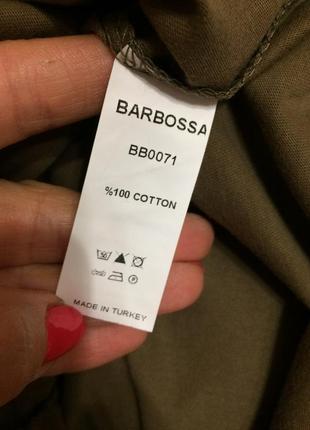 BARBOSSA
BB0071
%100 COTTON
MADE IN TURKEY